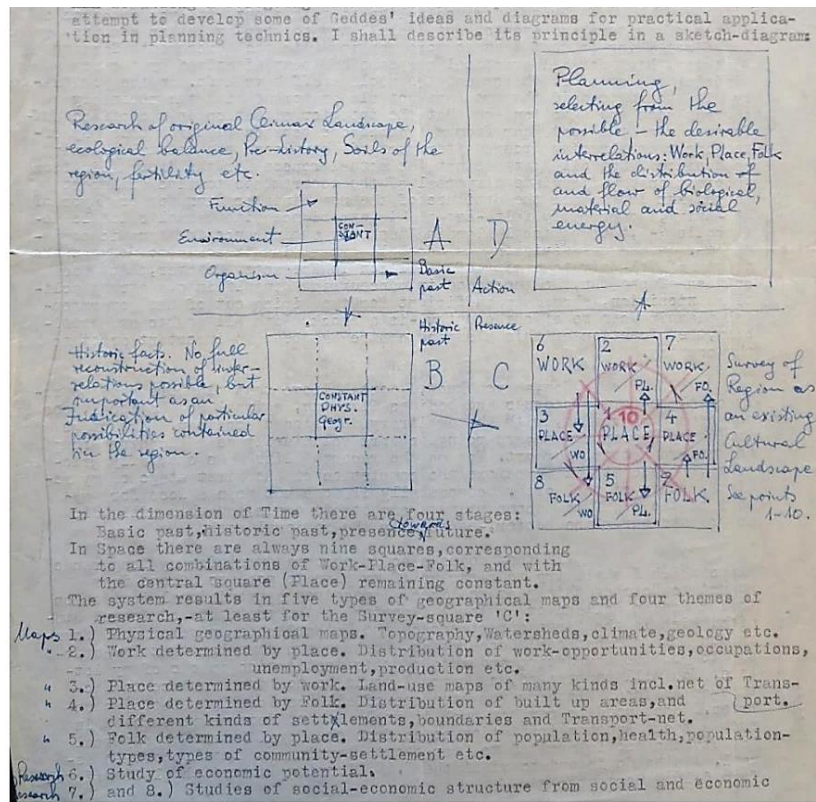 attempt to develop some of Geddes' ideas and diagrams for practical applica-
tion in planning technics. I shall describe its principle in a sketch-diagram:
Research of original Climax Landscape,
ecological balance, Pre-history, Soils of the
region, fertility etc.
Function
Environment
Organism
CON-
STANT
A
Basic
past
D
Action
Planning,
selecting from the
possible – the desirable
interrelations: Work, Place, Folk
and the distribution of
and flow of biological,
material and social
energy.
Historic facts. No full
reconstruction of inter-
relations possible, but
important as an
Indication of particular
possibilities contained
in the region.
CONSTANT
PHYS.
Geogr.
Historic
past
B
Presence
C
6
WORK
2
WORK
PL.
7
WORK
FO.
3
PLACE
WO
1
10
PLACE
4
PLACE
FO.
8
FOLK
WO
5
FOLK
PL.
FOLK
Survey of
Region as
an existing
Cultural
Landscape
See points
1-10.
In the dimension of Time there are four stages:
Basic past, historic past, presence, towards future.
In Space there are always nine squares, corresponding
to all combinations of Work-Place-Folk, and with
the central square (Place) remaining constant.
The system results in five types of geographical maps and four themes of
research,-at least for the Survey-square 'C':
Maps 1.) Physical geographical maps. Topography, Watersheds, climate, geology etc.
" 2.) Work determined by place. Distribution of work-opportunities, occupations,
unemployment, production etc.
" 3.) Place determined by work. Land-use maps of many kinds incl. net of Trans-
port.
" 4.) Place determined by Folk. Distribution of built up areas, and
different kinds of settlements, boundaries and Transport-net.
" 5.) Folk determined by place. Distribution of population, health, population-
types, types of community-settlement etc.
Research 6.) Study of economic potential.
Research 7.) and 8.) Studies of social-economic structure from social and economic